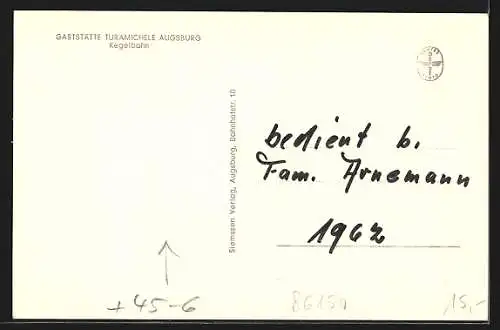 GASTSTÄTTE TURAMICHELE AUGSBURG
Kegelbahn
Siemssen Verlag, Augsburg, Bahnhofstr. 10
bedient b.
Fam. Arnemann
1962
+ 45-6
86150
15,-